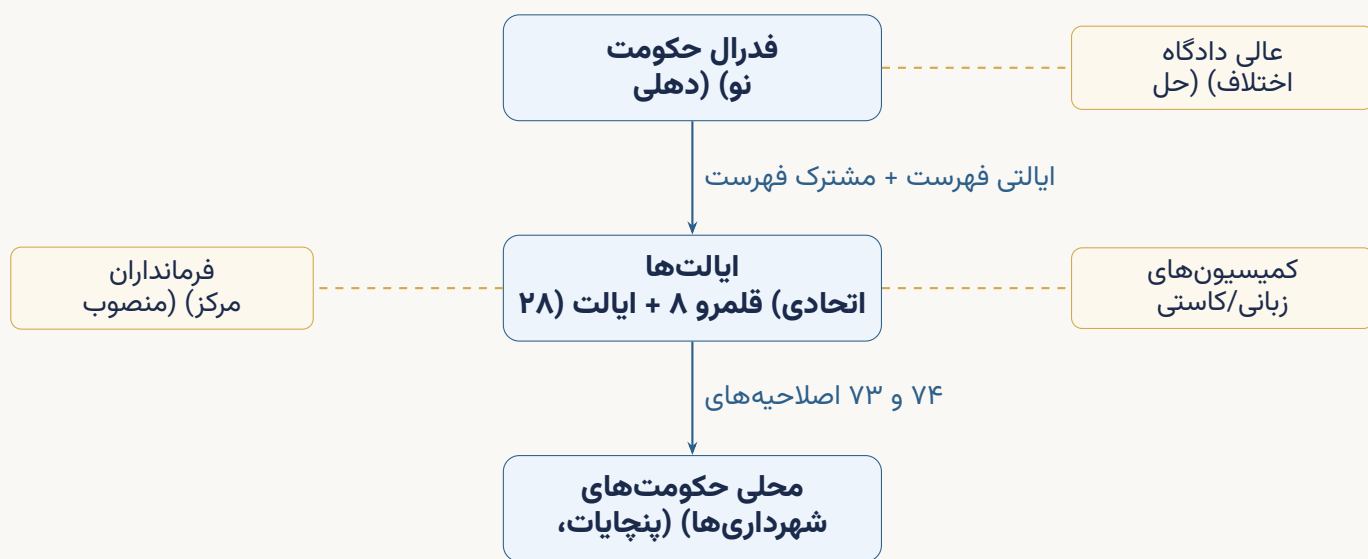 فدرال حکومت
نو) (دهلی
عالی دادگاه
اختلاف) (حل
ایالتی فهرست + مشترک فهرست
ایالت‌ها
اتحادی) قلمرو ۸ + ایالت (۲۸
کمیسیون‌های
زبانی/کاستی
فرمانداران
مرکز) (منصوب
۷۴ و ۷۳ اصلاحیه‌های
محلی حکومت‌های
شهرداری‌ها) (پنچایات،